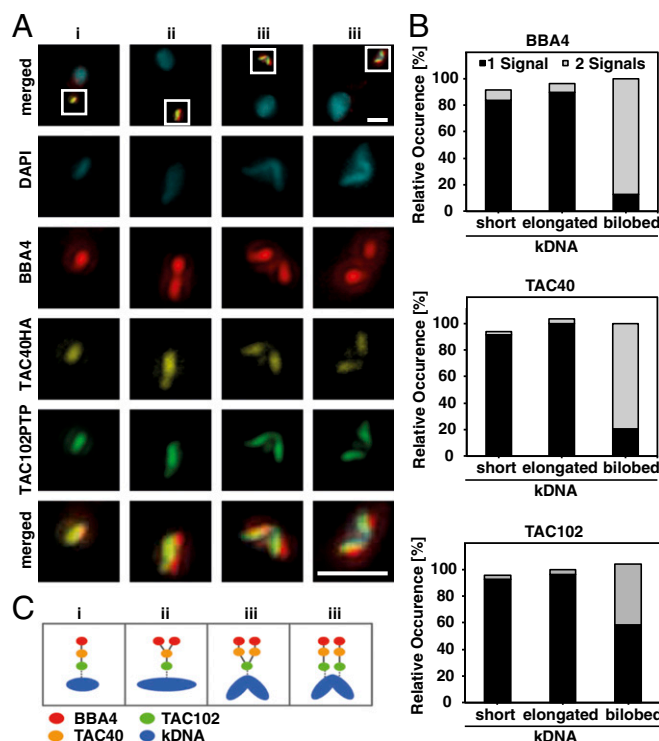 A
i ii iii iii
merged
DAPI
BBA4
TAC40HA
TAC102PTP
merged
B
BBA4
1 Signal 2 Signals
Relative Occurence [%]
100
80
60
40
20
0
short elongated bilobed
kDNA
TAC40
Relative Occurence [%]
100
80
60
40
20
0
short elongated bilobed
kDNA
TAC102
Relative Occurence [%]
100
80
60
40
20
0
short elongated bilobed
kDNA
C
i ii iii iii
BBA4 TAC102
TAC40 kDNA